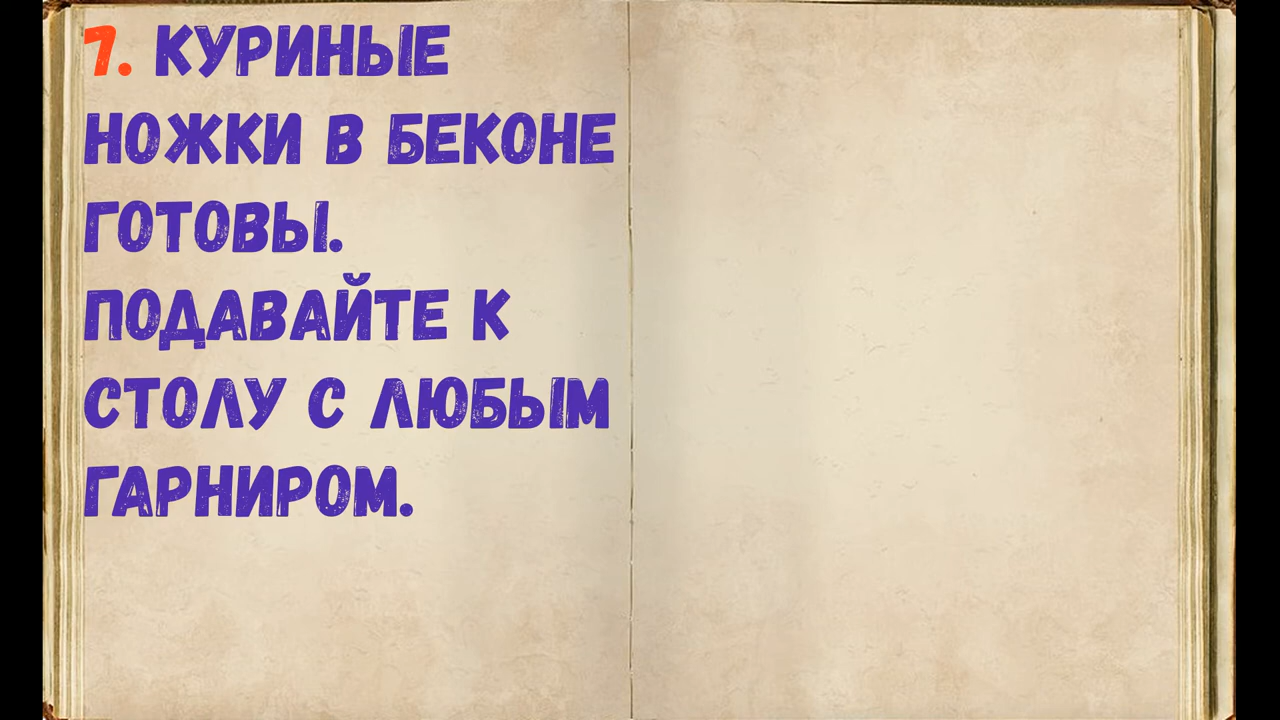 7. КУРИНЫЕ
НОЖКИ В БЕКОНЕ
ГОТОВЫ.
ПОДАВАЙТЕ К
СТОЛУ С ЛЮБЫМ
ГАРНИРОМ.